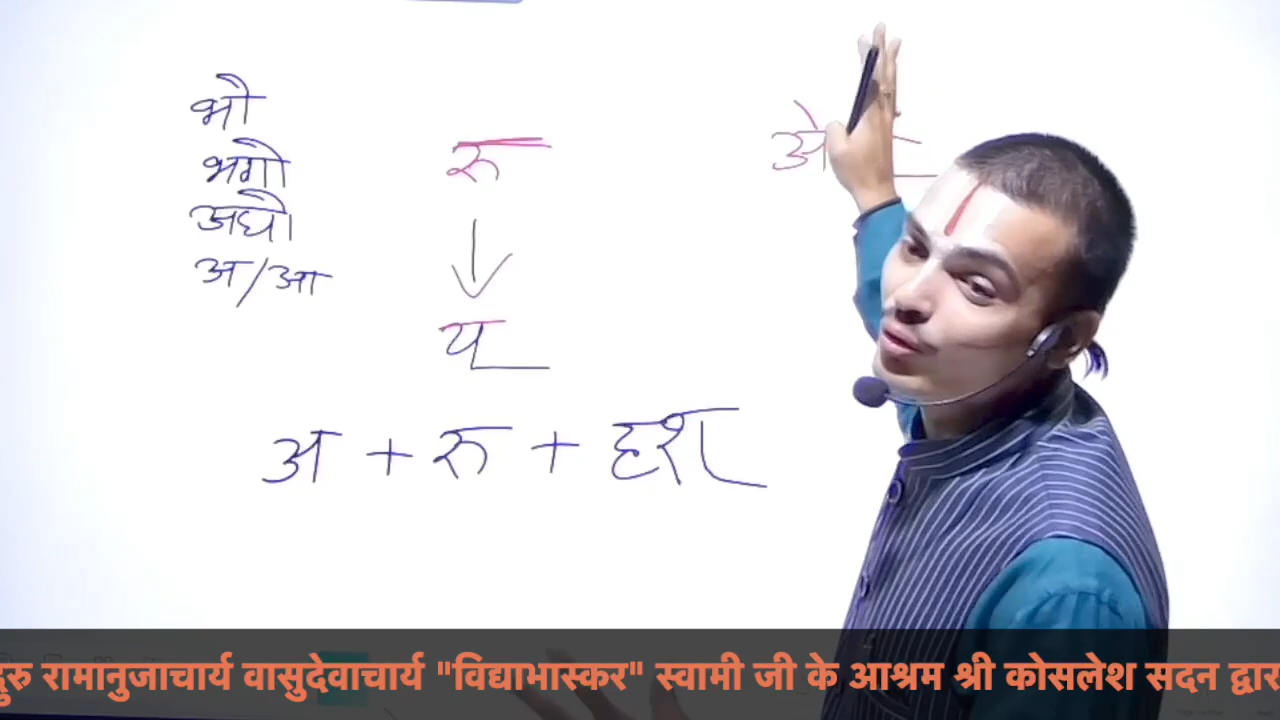 भो
रु
भगो
अघो
अ/आ
य
अ + रु + हश्
गुरु रामानुजाचार्य वासुदेवाचार्य "विद्याभास्कर" स्वामी जी के आश्रम श्री कोसलेश सदन द्वार